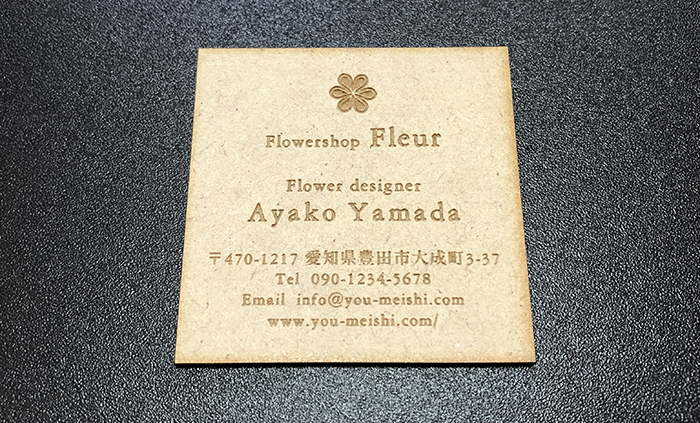 Flowershop Fleur
Flower designer
Ayako Yamada
〒470-1217 愛知県豊田市大成町3-37
Tel 090-1234-5678
Email info@you-meishi.com
www.you-meishi.com/